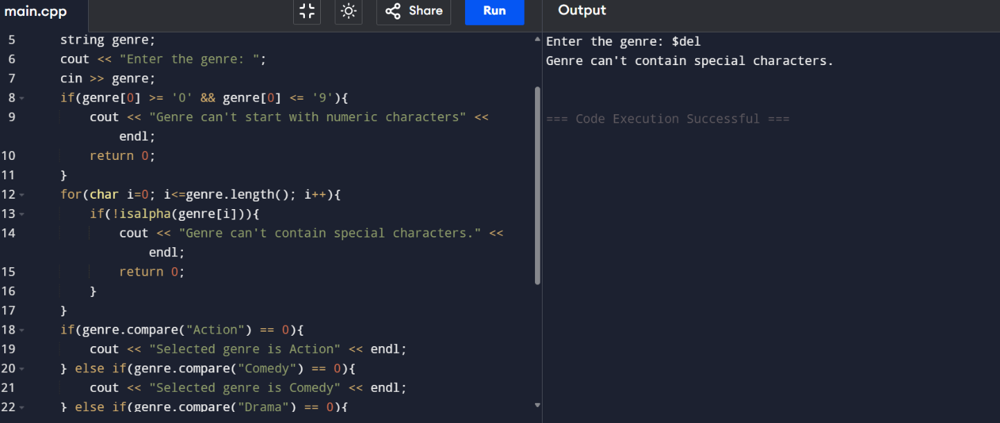 main.cpp
Share
Run
Output
5 string genre;
6 cout << "Enter the genre: ";
7 cin >> genre;
8 if(genre[0] >= '0' && genre[0] <= '9'){
9 cout << "Genre can't start with numeric characters" <<
endl;
10 return 0;
11 }
12 for(char i=0; i<=genre.length(); i++){
13 if(!isalpha(genre[i])){
14 cout << "Genre can't contain special characters." <<
endl;
15 return 0;
16 }
17 }
18 if(genre.compare("Action") == 0){
19 cout << "Selected genre is Action" << endl;
20 } else if(genre.compare("Comedy") == 0){
21 cout << "Selected genre is Comedy" << endl;
22 } else if(genre.compare("Drama") == 0){
Enter the genre: $del
Genre can't contain special characters.
=== Code Execution Successful ===